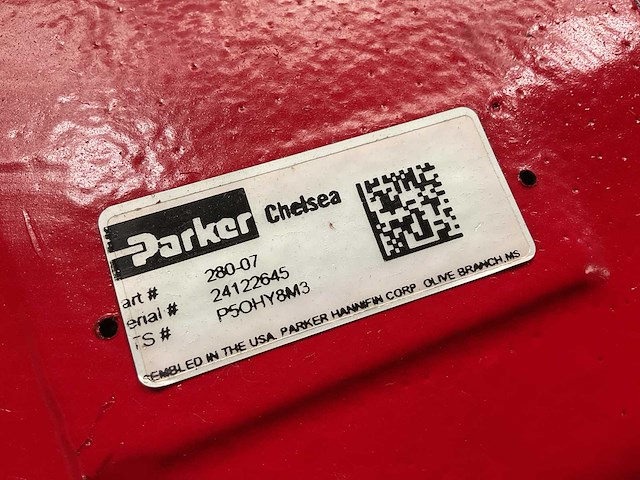 Parker Chelsea
art # 280-07
erial # 24122645
TS # P5OHY8M3
SEMBLED IN THE USA. PARKER HANNIFIN CORP OLIVE BRANCH,MS